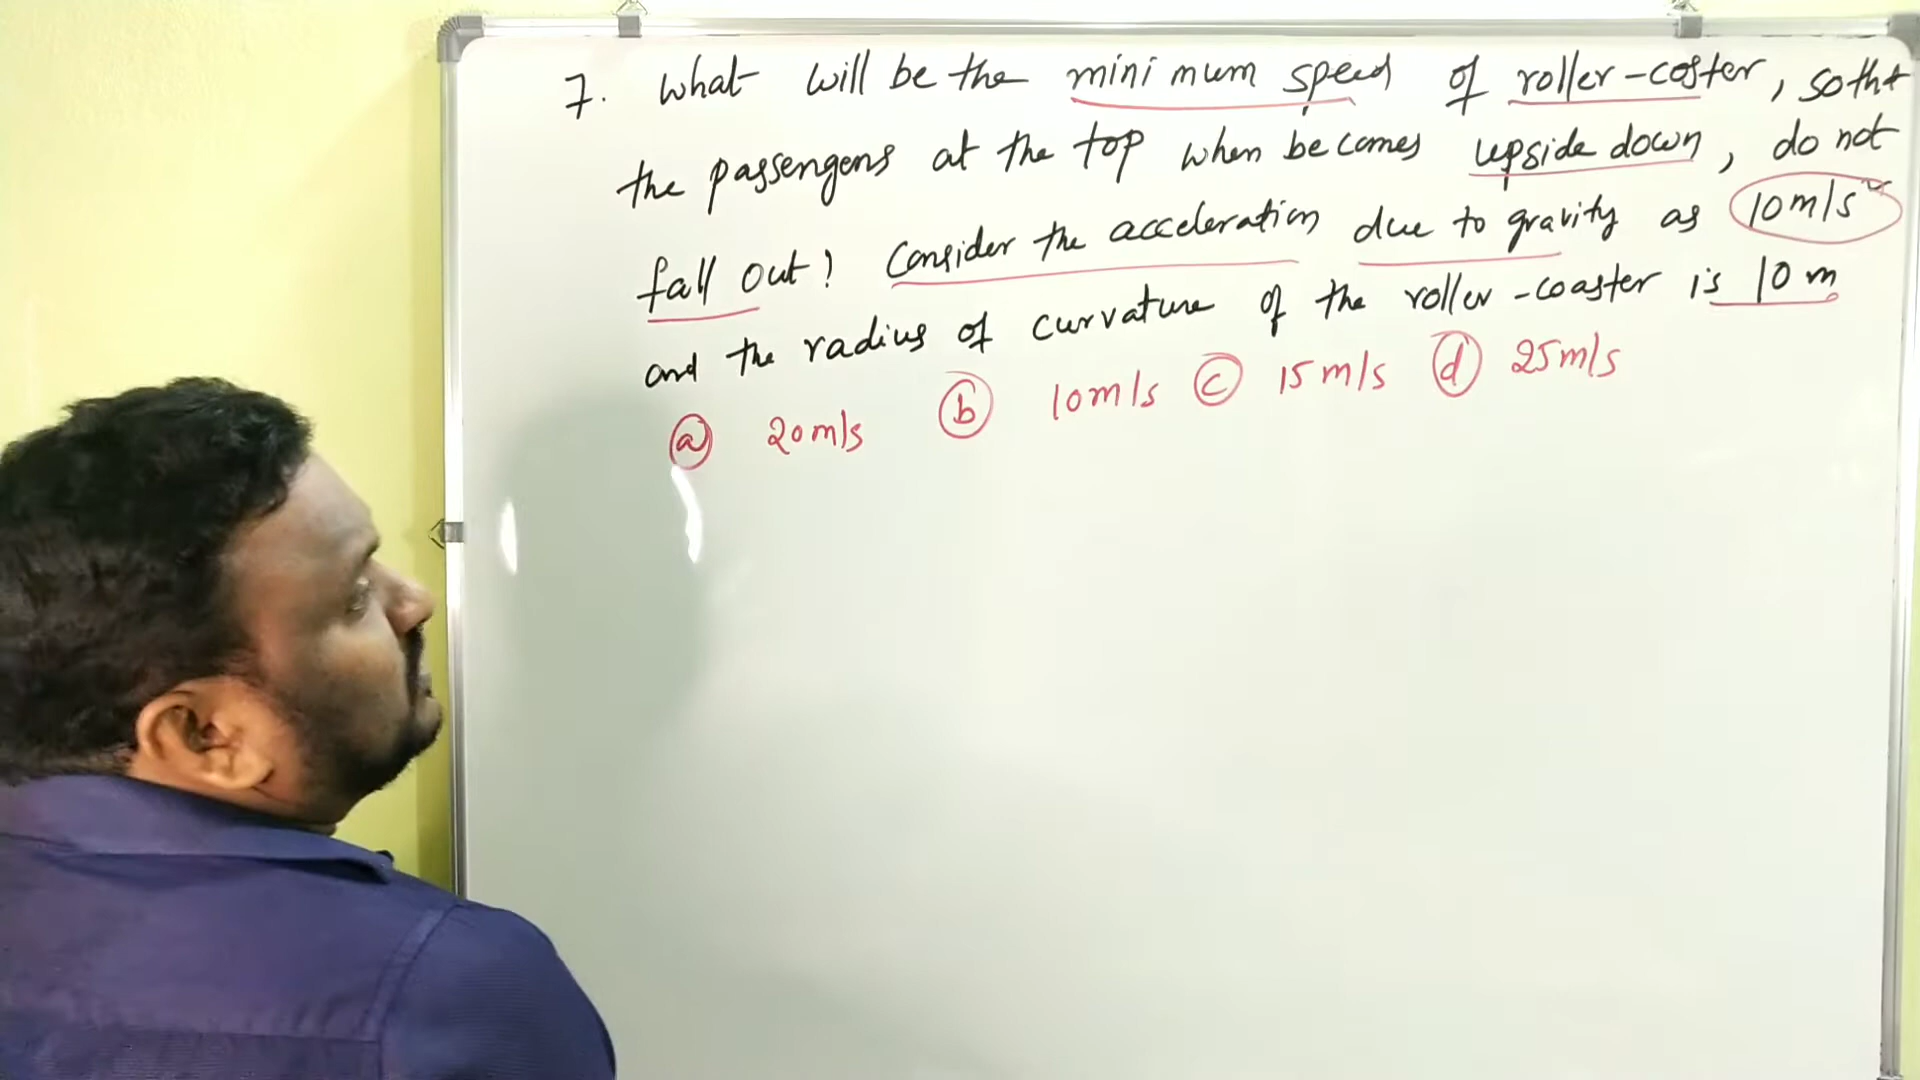 7. What will be the minimum speed of roller-coster, so tht
the passengers at the top when becomes upside down, do not
fall out? Consider the acceleration due to gravity as 10m/s²
and the radius of curvature of the roller-coaster is 10 m
ⓐ 20m/s ⓑ 10m/s ⓒ 15m/s ⓓ 25m/s